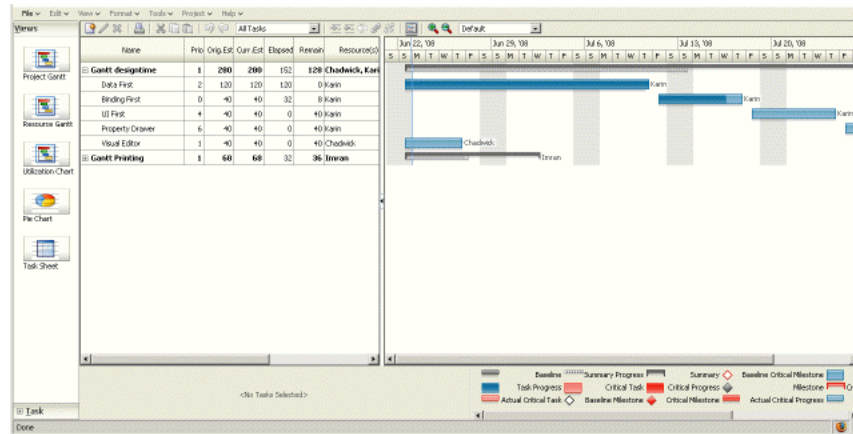 File Edit View Format Tools Project Help
Views
All Tasks
Default
Project Gantt
Resource Gantt
Utilization Chart
Pie Chart
Task Sheet
Name Prio Orig.Est Curr.Est Elapsed Remain Resource(s)
Jun 22, '08 Jun 29, '08 Jul 6, '08 Jul 13, '08 Jul 20, '08
S S M T W T F S S M T W T F S S M T W T F S S M T W T F S S M T W T F
Gantt designtime 1 280 280 152 128 Chadwick, Kari
Data First 2 120 120 120 0 Karin
Binding First 0 40 40 32 8 Karin
UI First 4 40 40 0 40 Karin
Property Drawer 6 40 40 0 40 Karin
Visual Editor 1 40 40 0 40 Chadwick
Gantt Printing 1 60 68 32 36 Imran
Karin
Karin
Karin
Chadwick
Imran
<No Tasks Selected>
Baseline Summary Progress Summary Baseline Critical Milestone
Task Progress Critical Task Critical Progress Milestone
Actual Critical Task Baseline Milestone Critical Milestone Actual Critical Progress
Task
Done